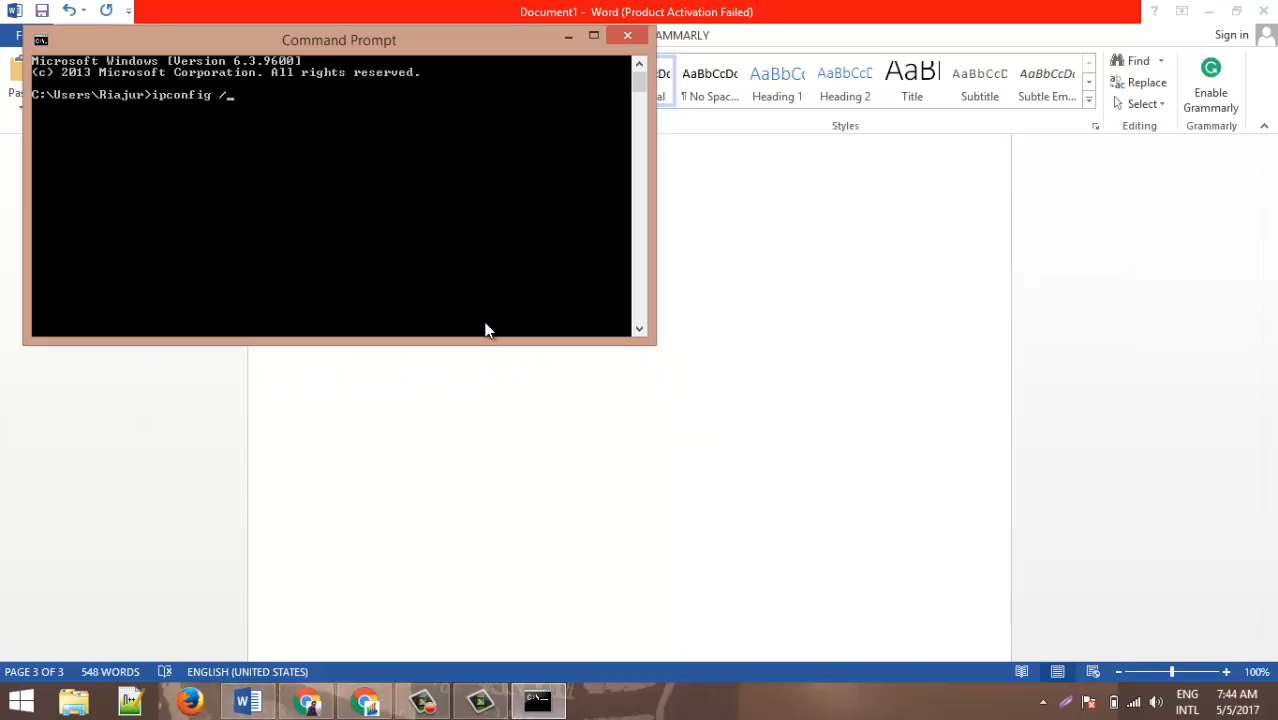 Document1 - Word (Product Activation Failed)
Command Prompt
AMMARLY
Sign in
Microsoft Windows [Version 6.3.9600]
(c) 2013 Microsoft Corporation. All rights reserved.
C:\Users\Riajur>ipconfig /_
AaBbCcDc AaBbCcD AaBbCcD AaBbl AaBbCcD AaBbCcDc
¶ No Spac... Heading 1 Heading 2 Title Subtitle Subtle Em...
Styles
Find
Replace
Select
Editing
Enable
Grammarly
Grammarly
PAGE 3 OF 3 548 WORDS ENGLISH (UNITED STATES) 100%
ENG
INTL
7:44 AM
5/5/2017